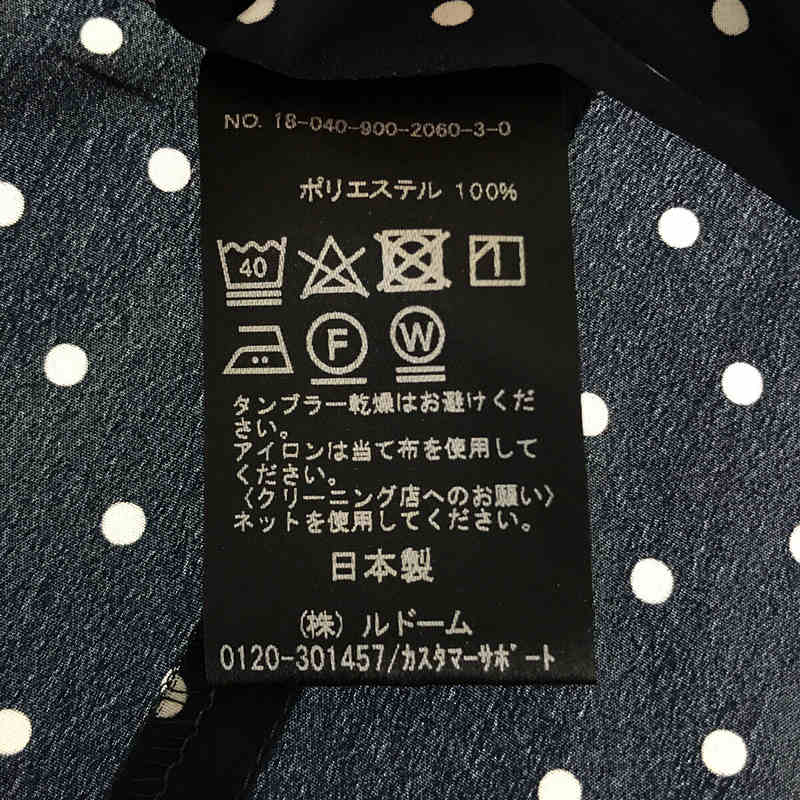 NO. 18-040-900-2060-3-0
ポリエステル 100%
40
F W
タンブラー乾燥はお避けくだ
さい。
アイロンは当て布を使用して
ください。
〈クリーニング店へのお願い〉
ネットを使用してください。
日本製
(株) ルドーム
0120-301457/カスタマーサポート